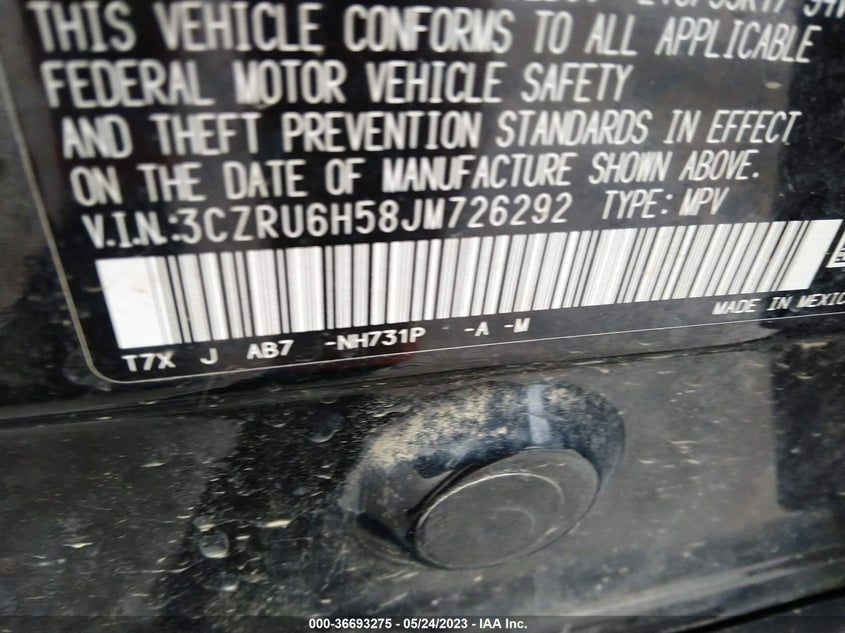 THIS VEHICLE CONFORMS TO ALL APPLICABLE
FEDERAL MOTOR VEHICLE SAFETY
AND THEFT PREVENTION STANDARDS IN EFFECT
ON THE DATE OF MANUFACTURE SHOWN ABOVE.
V.I.N.:3CZRU6H58JM726292 TYPE: MPV
MADE IN MEXICO
T7X J AB7 -NH731P -A -M
000-36693275 - 05/24/2023 - IAA Inc.